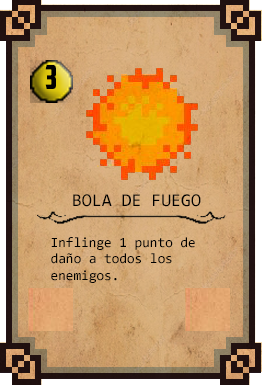 3
BOLA DE FUEGO
Inflinge 1 punto de
daño a todos los
enemigos.